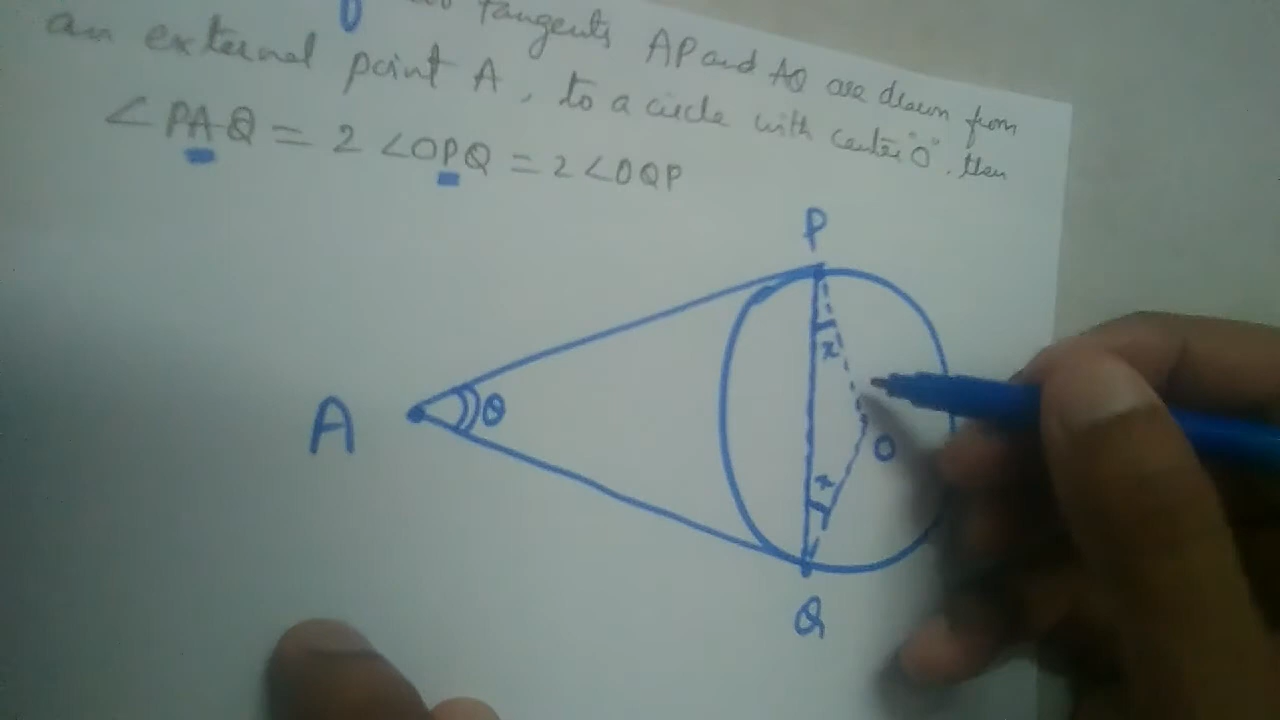 tangents AP and AQ are drawn from
an external point A, to a circle with center "O", then
∠PAQ = 2∠OPQ = 2∠OQP
P
x
A
θ
O
x
Q